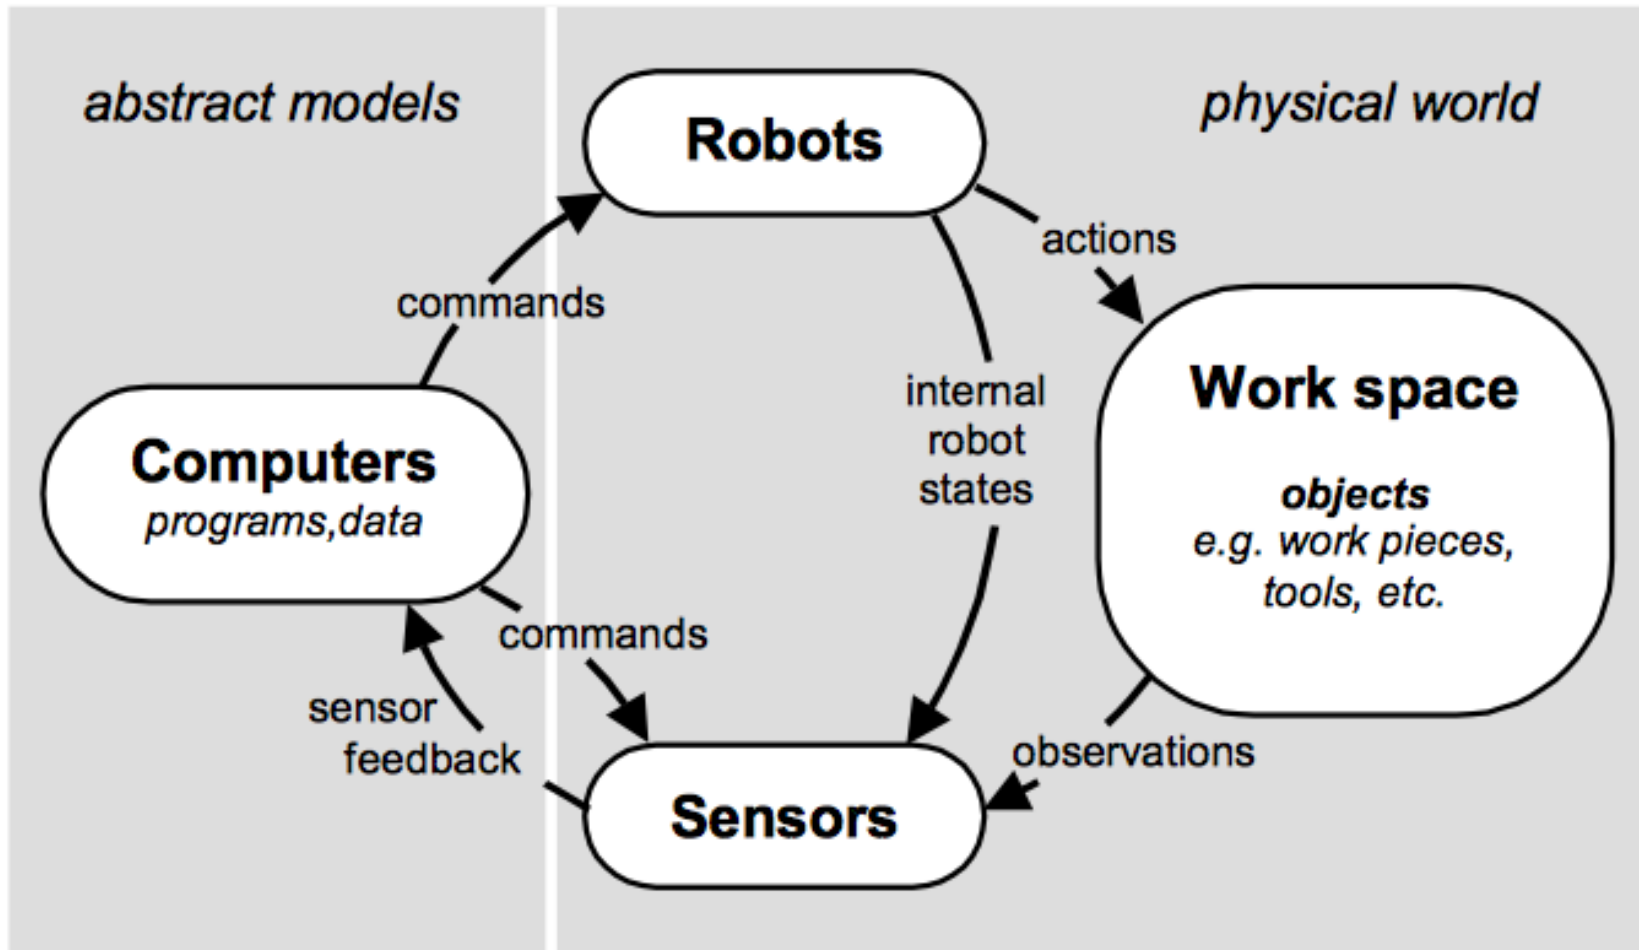 abstract models
physical world
Robots
actions
commands
internal
robot
states
Work space
objects
e.g. work pieces,
tools, etc.
Computers
programs,data
commands
sensor
feedback
observations
Sensors